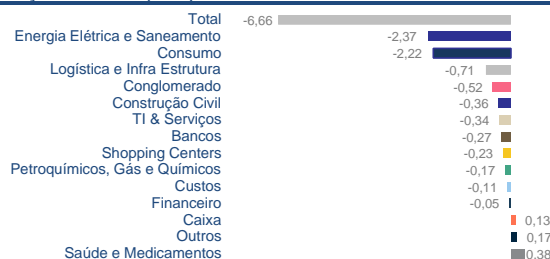 Total -6,66
Energia Elétrica e Saneamento -2,37
Consumo -2,22
Logística e Infra Estrutura -0,71
Conglomerado -0,52
Construção Civil -0,36
TI & Serviços -0,34
Bancos -0,27
Shopping Centers -0,23
Petroquímicos, Gás e Químicos -0,17
Custos -0,11
Financeiro -0,05
Caixa 0,13
Outros 0,17
Saúde e Medicamentos 0,38